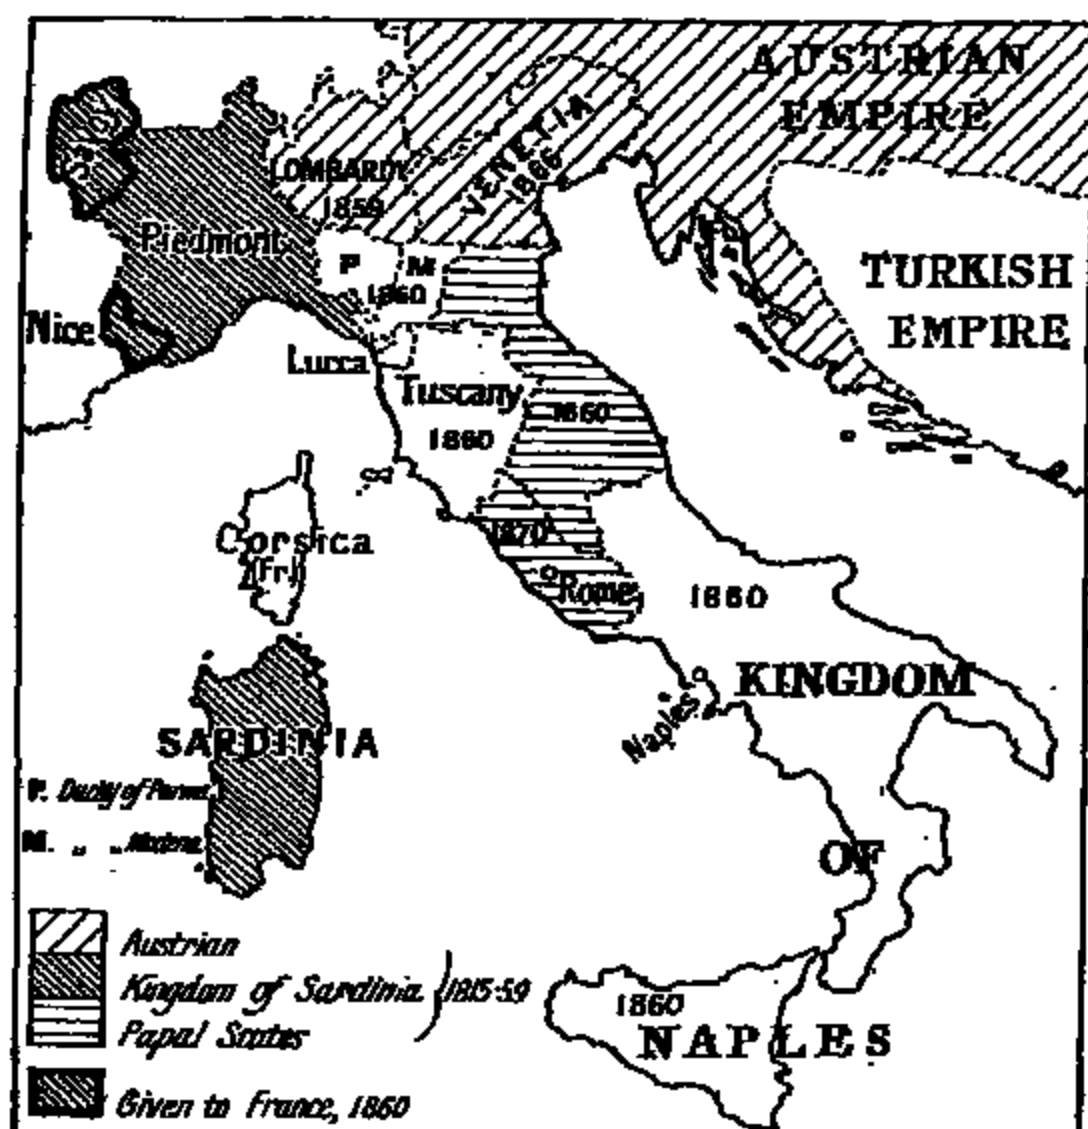 AUSTRIAN
EMPIRE
VENETIA
1866
LOMBARDY
1859
Piedmont
P
M
1860
TURKISH
EMPIRE
Nice
Lucca
Tuscany
1860
1860
1870
Rome
Corsica
(Fr.)
1860
KINGDOM
Naples
SARDINIA
P. Duchy of Parma.
M. " " Modena.
OF
1860
NAPLES
Austrian
Kingdom of Sardinia
Papal States
1815-59
Given to France, 1860